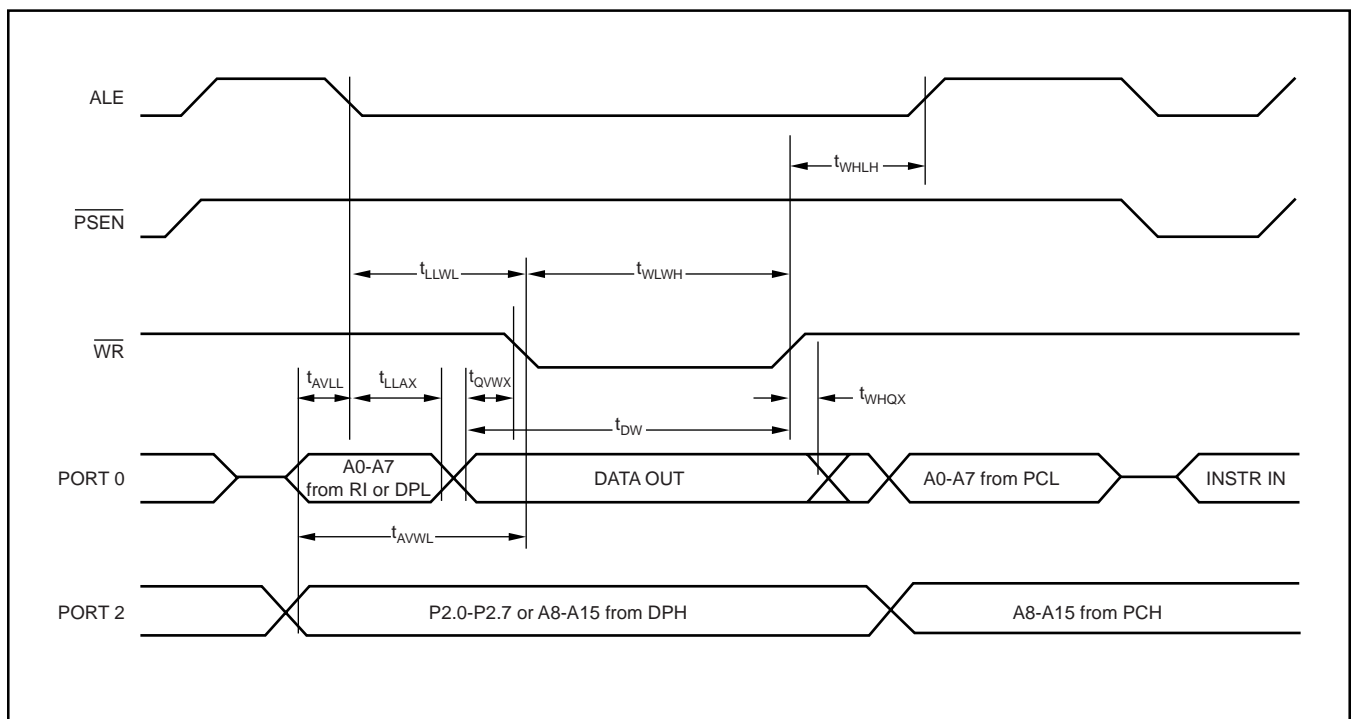 ALE
tWHLH
PSEN
tLLWL
tWLWH
WR
tAVLL
tLLAX
tQVWX
tWHQX
tDW
PORT 0
A0-A7
from RI or DPL
DATA OUT
A0-A7 from PCL
INSTR IN
tAVWL
PORT 2
P2.0-P2.7 or A8-A15 from DPH
A8-A15 from PCH